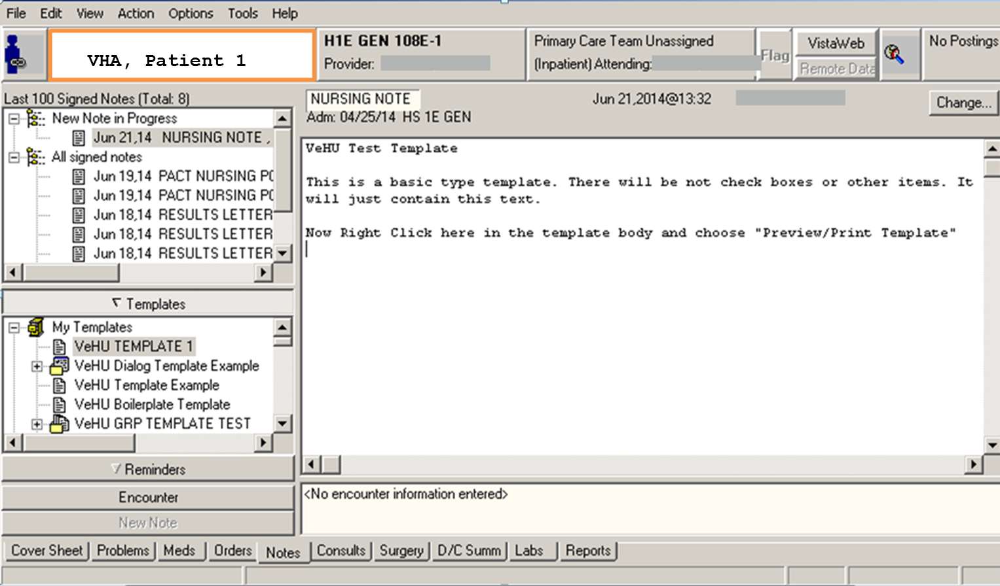 File Edit View Action Options Tools Help
VHA, Patient 1
H1E GEN 108E-1
Provider:
Primary Care Team Unassigned
(Inpatient) Attending:
Flag
VistaWeb
Remote Data
No Postings
Last 100 Signed Notes (Total: 8)
New Note in Progress
Jun 21,14 NURSING NOTE ,
All signed notes
Jun 19,14 PACT NURSING PO
Jun 19,14 PACT NURSING PO
Jun 18,14 RESULTS LETTER
Jun 18,14 RESULTS LETTER
Jun 18,14 RESULTS LETTER
Templates
My Templates
VeHU TEMPLATE 1
VeHU Dialog Template Example
VeHU Template Example
VeHU Boilerplate Template
VeHU GRP TEMPLATE TEST
Reminders
Encounter
New Note
NURSING NOTE
Jun 21,2014@13:32
Change...
Adm: 04/25/14 HS 1E GEN
VeHU Test Template
This is a basic type template. There will be not check boxes or other items. It
will just contain this text.
Now Right Click here in the template body and choose "Preview/Print Template"
<No encounter information entered>
Cover Sheet Problems Meds Orders Notes Consults Surgery D/C Summ Labs Reports